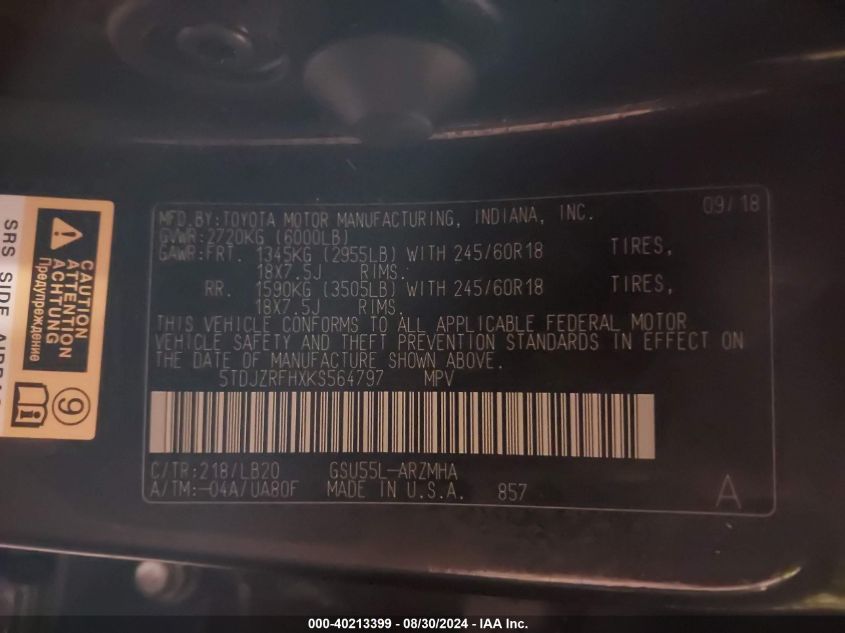 MFD.BY:TOYOTA MOTOR MANUFACTURING, INDIANA, INC. 09/18
GVWR:2720KG (6000LB)
GAWR:FRT. 1345KG (2955LB) WITH 245/60R18 TIRES,
18X7.5J RIMS.
RR. 1590KG (3505LB) WITH 245/60R18 TIRES,
18X7.5J RIMS.
THIS VEHICLE CONFORMS TO ALL APPLICABLE FEDERAL MOTOR
VEHICLE SAFETY AND THEFT PREVENTION STANDARDS IN EFFECT ON
THE DATE OF MANUFACTURE SHOWN ABOVE.
5TDJZRFHXKS564797 MPV
C/TR:218/LB20 GSU55L-ARZMHA
A/TM:-04A/UA80F MADE IN U.S.A. 857 A
CAUTION
ATTENTION
ACHTUNG
Предупреждение
SRS SIDE
9
000-40213399 - 08/30/2024 - IAA Inc.